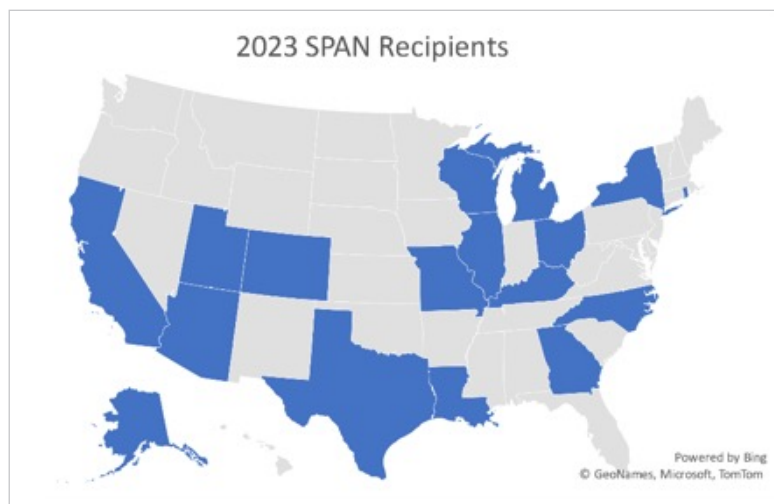 2023 SPAN Recipients
Powered by Bing
© GeoNames, Microsoft, TomTom